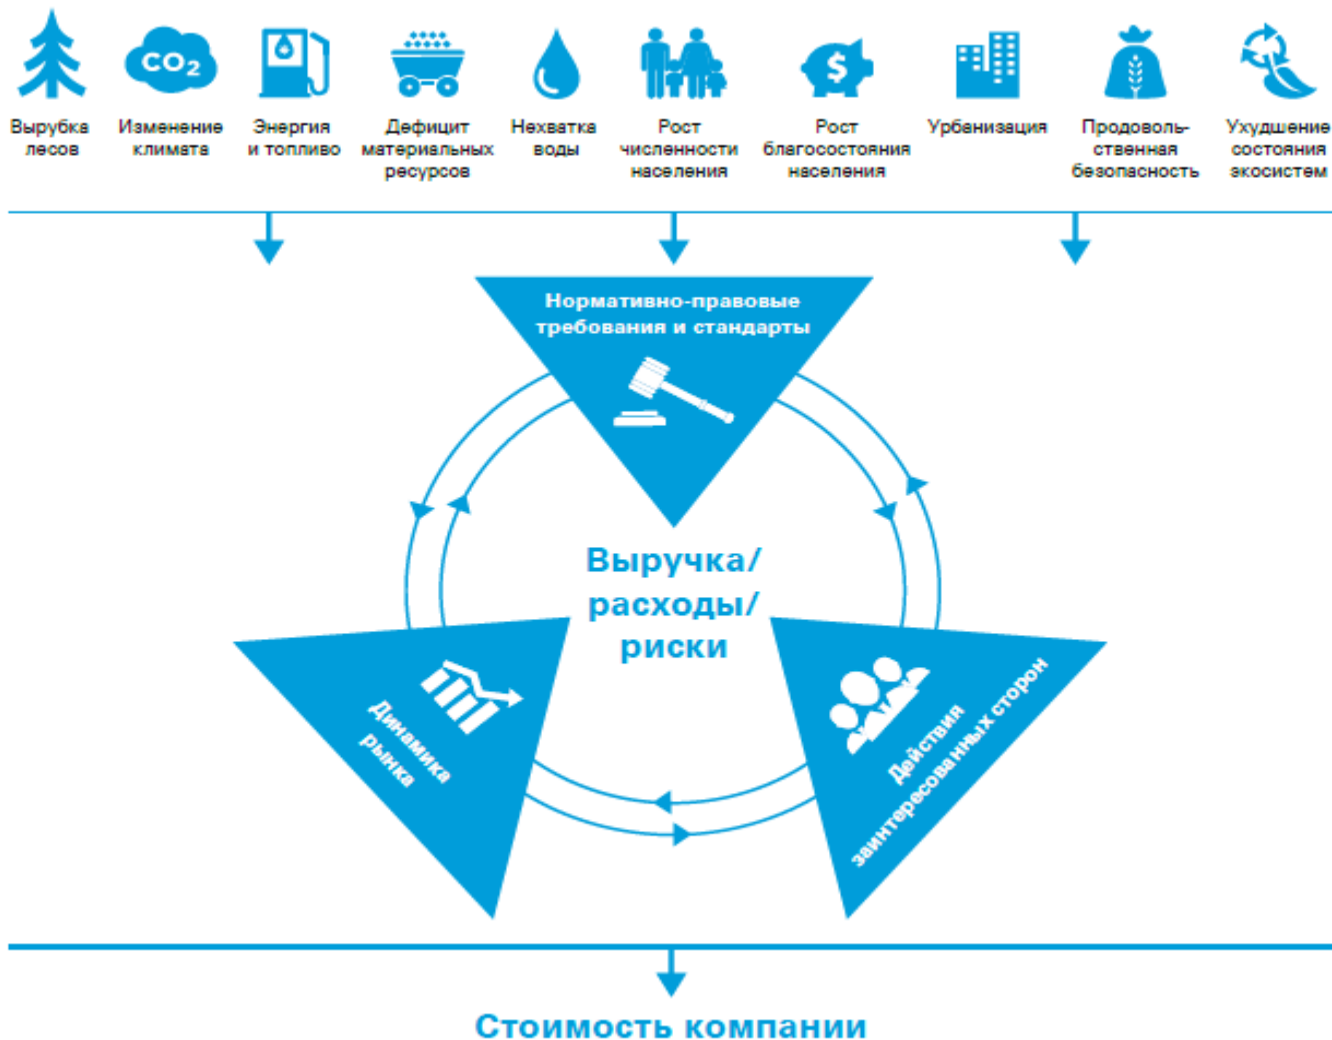 CO₂
$
Вырубка
лесов
Изменение
климата
Энергия
и топливо
Дефицит
материальных
ресурсов
Нехватка
воды
Рост
численности
населения
Рост
благосостояния
населения
Урбанизация
Продоволь-
ственная
безопасность
Ухудшение
состояния
экосистем
Нормативно-правовые
требования и стандарты
Выручка/
расходы/
риски
Динамика
рынка
Действия
заинтересованных сторон
Стоимость компании